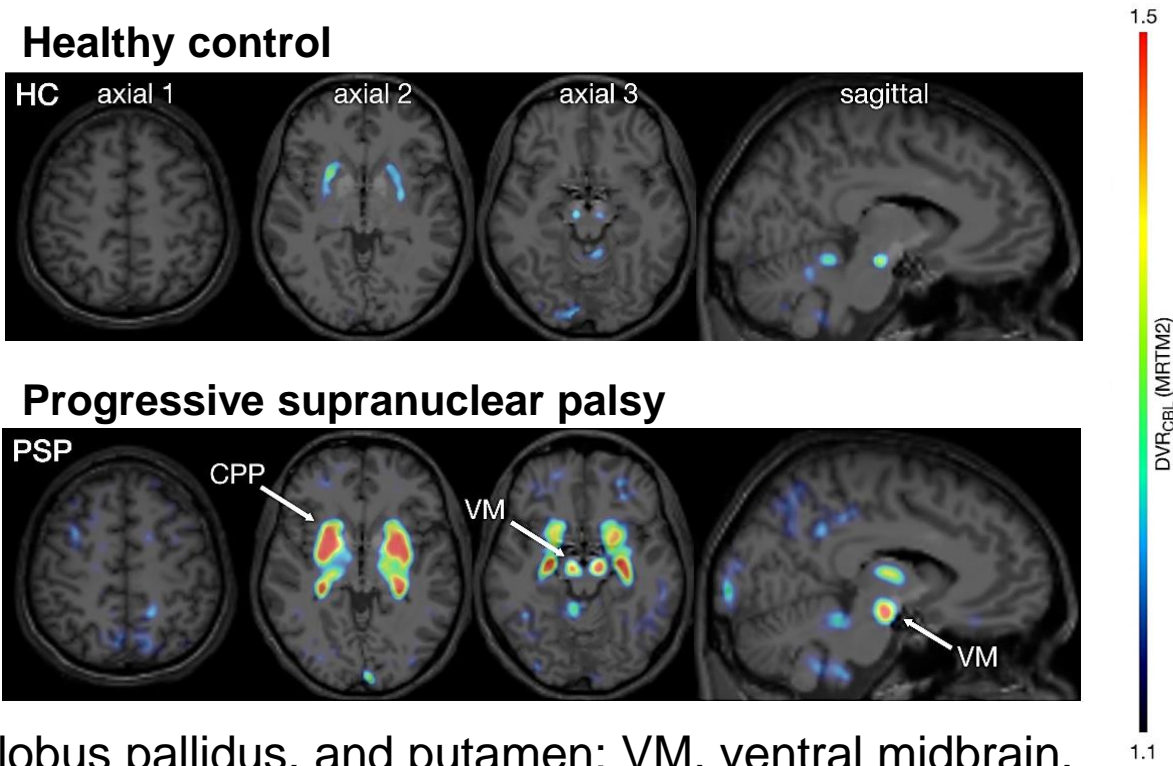 Healthy control
HC axial 1 axial 2 axial 3 sagittal
Progressive supranuclear palsy
PSP
CPP
VM
VM
lobus pallidus, and putamen; VM, ventral midbrain.
1.5
DVR_CBL (MRTM2)
1.1